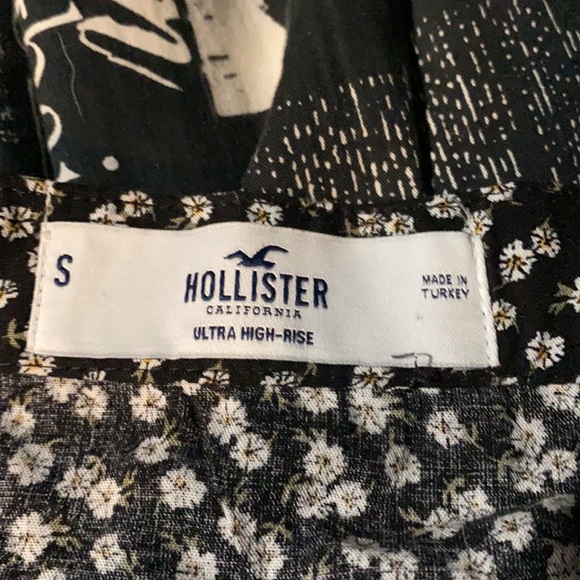 S
HOLLISTER
CALIFORNIA
ULTRA HIGH-RISE
MADE IN
TURKEY